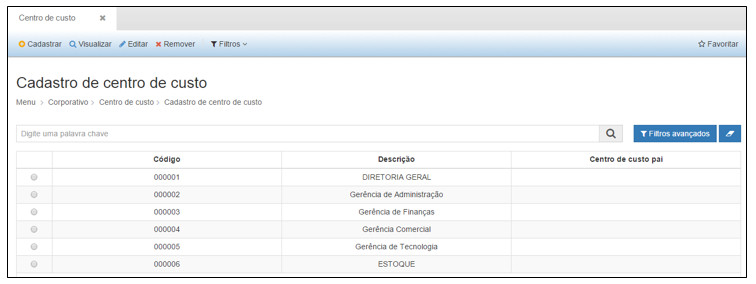 Centro de custo ×
Cadastrar Visualizar Editar Remover Filtros Favoritar
Cadastro de centro de custo
Menu > Corporativo > Centro de custo > Cadastro de centro de custo
Digite uma palavra chave Filtros avançados
Código Descrição Centro de custo pai
000001 DIRETORIA GERAL
000002 Gerência de Administração
000003 Gerência de Finanças
000004 Gerência Comercial
000005 Gerência de Tecnologia
000006 ESTOQUE